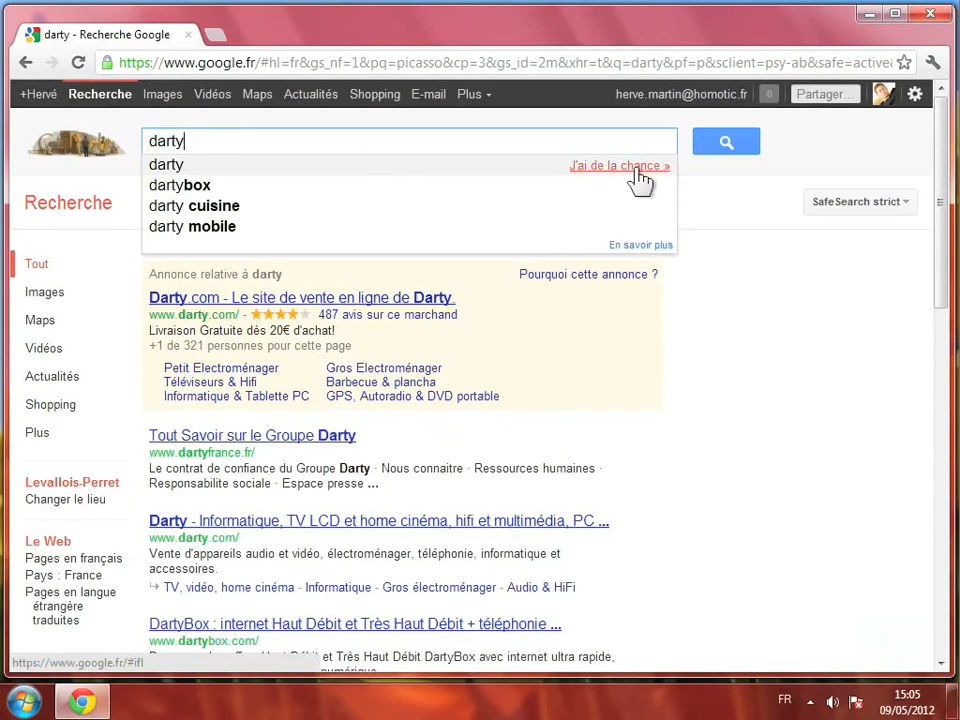 darty - Recherche Google
https://www.google.fr/#hl=fr&gs_nf=1&pq=picasso&cp=3&gs_id=2m&xhr=t&q=darty&pf=p&sclient=psy-ab&safe=active
+Hervé Recherche Images Vidéos Maps Actualités Shopping E-mail Plus herve.martin@homotic.fr 0 Partager...
darty
darty J'ai de la chance »
dartybox
darty cuisine
darty mobile
En savoir plus
Recherche
SafeSearch strict
Tout
Images
Maps
Vidéos
Actualités
Shopping
Plus
Levallois-Perret
Changer le lieu
Le Web
Pages en français
Pays : France
Pages en langue
étrangère
traduites
Annonce relative à darty Pourquoi cette annonce ?
Darty.com - Le site de vente en ligne de Darty.
www.darty.com/ - 487 avis sur ce marchand
Livraison Gratuite dès 20€ d'achat!
+1 de 321 personnes pour cette page
Petit Electroménager Gros Electroménager
Téléviseurs & Hifi Barbecue & plancha
Informatique & Tablette PC GPS, Autoradio & DVD portable
Tout Savoir sur le Groupe Darty
www.dartyfrance.fr/
Le contrat de confiance du Groupe Darty · Nous connaitre · Ressources humaines ·
Responsabilite sociale · Espace presse ...
Darty - Informatique, TV LCD et home cinéma, hifi et multimédia, PC ...
www.darty.com/
Vente d'appareils audio et vidéo, électroménager, téléphonie, informatique et
accessoires.
TV, vidéo, home cinéma - Informatique - Gros électroménager - Audio & HiFi
DartyBox : internet Haut Débit et Très Haut Débit + téléphonie ...
www.dartybox.com/
et Très Haut Débit DartyBox avec internet ultra rapide,
https://www.google.fr/#ifl
FR
15:05
09/05/2012